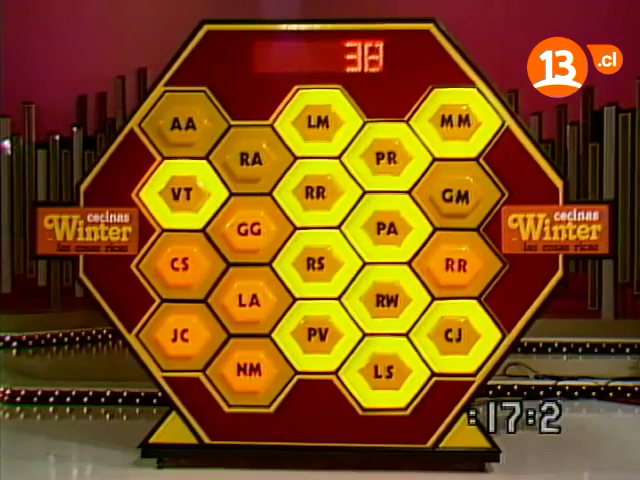 38
13
.cl
AA
LM
MM
RA
PR
VT
RR
GM
GG
PA
CS
RS
RR
LA
RW
JC
PV
CJ
NM
LS
cecinas
Winter
las cosas ricas
cecinas
Winter
las cosas ricas
:17:2